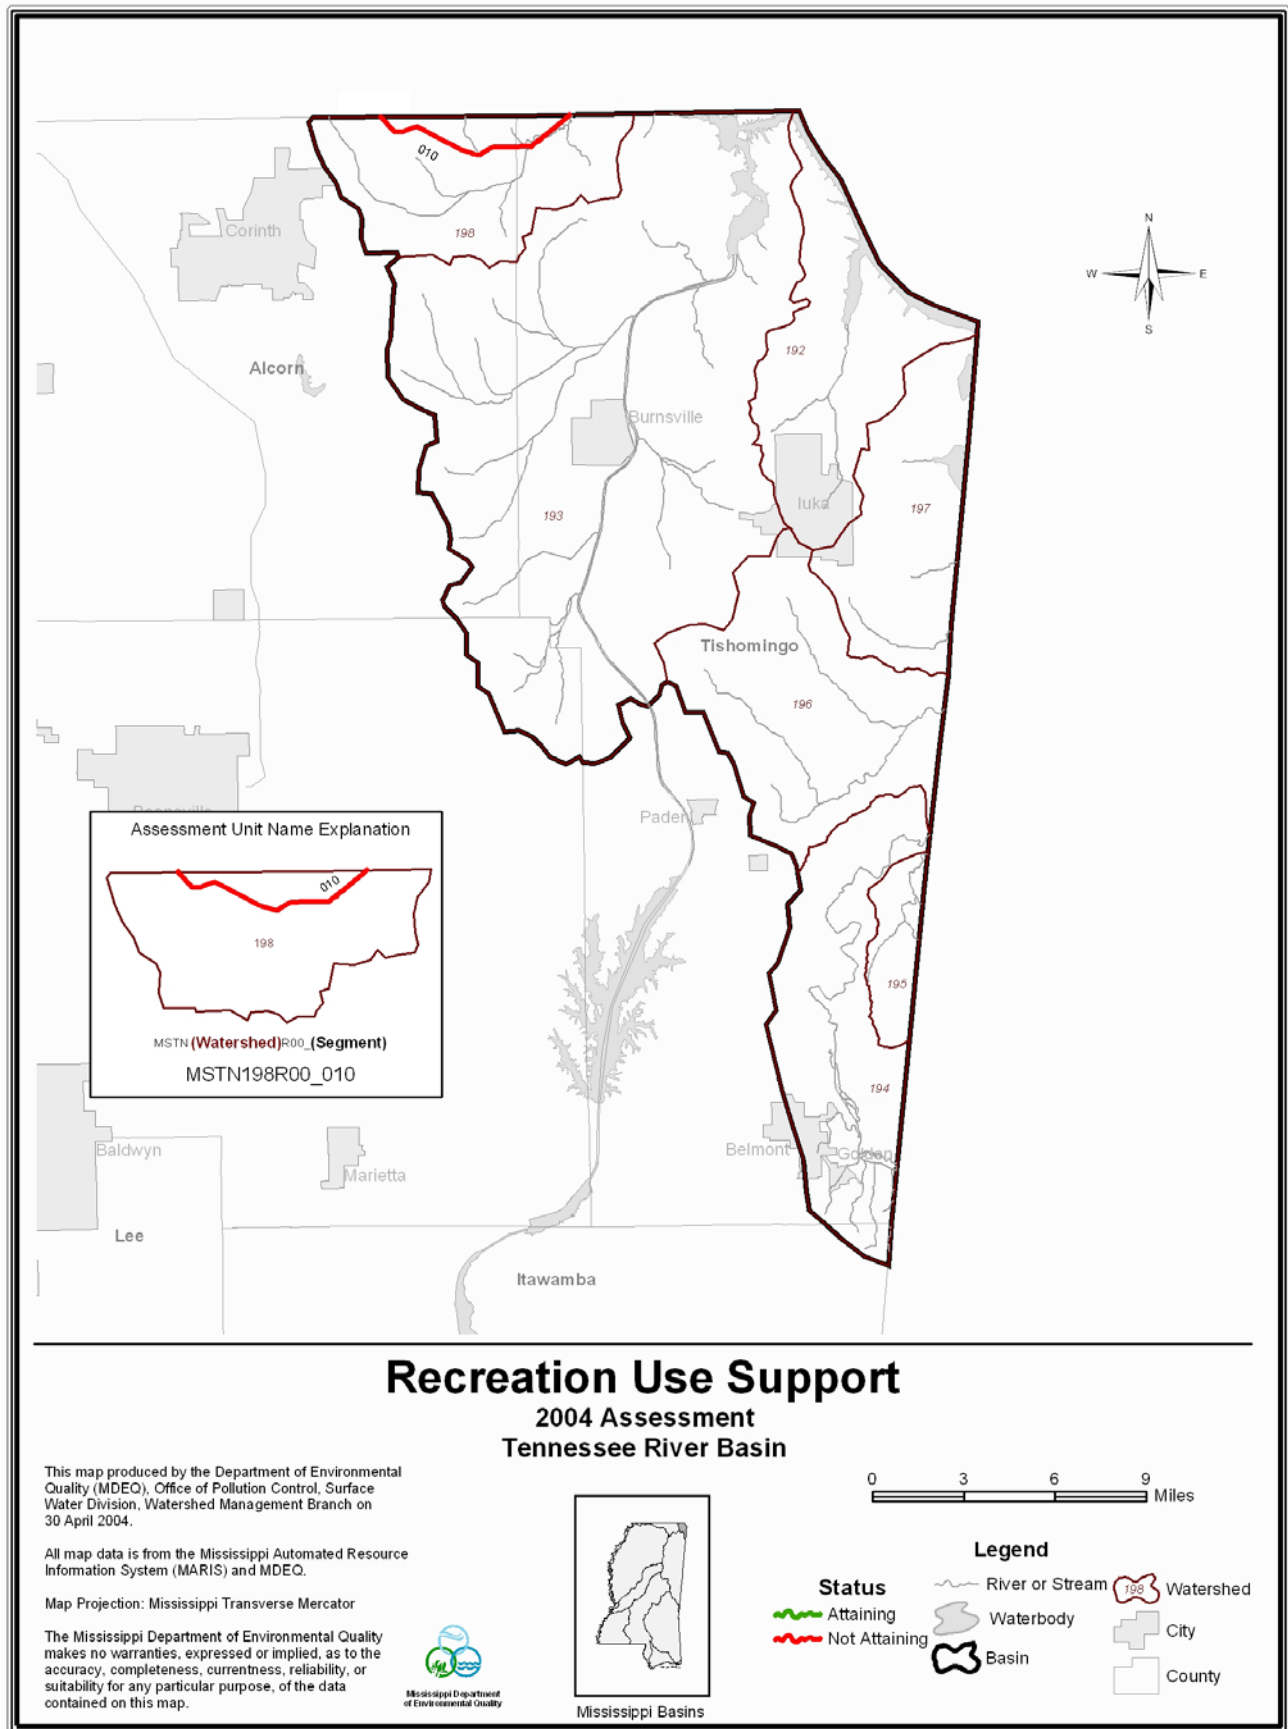 010
198
Corinth
N
W
E
S
Alcorn
192
Burnsville
Iuka
197
193
Tishomingo
196
Paden
Booneville
Assessment Unit Name Explanation
010
198
MSTN (Watershed)R00_(Segment)
MSTN198R00_010
195
194
Baldwyn
Marietta
Belmont
Golden
Lee
Itawamba
Recreation Use Support
2004 Assessment
Tennessee River Basin
This map produced by the Department of Environmental
Quality (MDEQ), Office of Pollution Control, Surface
Water Division, Watershed Management Branch on
30 April 2004.
All map data is from the Mississippi Automated Resource
Information System (MARIS) and MDEQ.
Map Projection: Mississippi Transverse Mercator
The Mississippi Department of Environmental Quality
makes no warranties, expressed or implied, as to the
accuracy, completeness, currentness, reliability, or
suitability for any particular purpose, of the data
contained on this map.
Mississippi Department
of Environmental Quality
Mississippi Basins
0 3 6 9
Miles
Legend
Status
Attaining
Not Attaining
River or Stream
Waterbody
Basin
198
Watershed
City
County